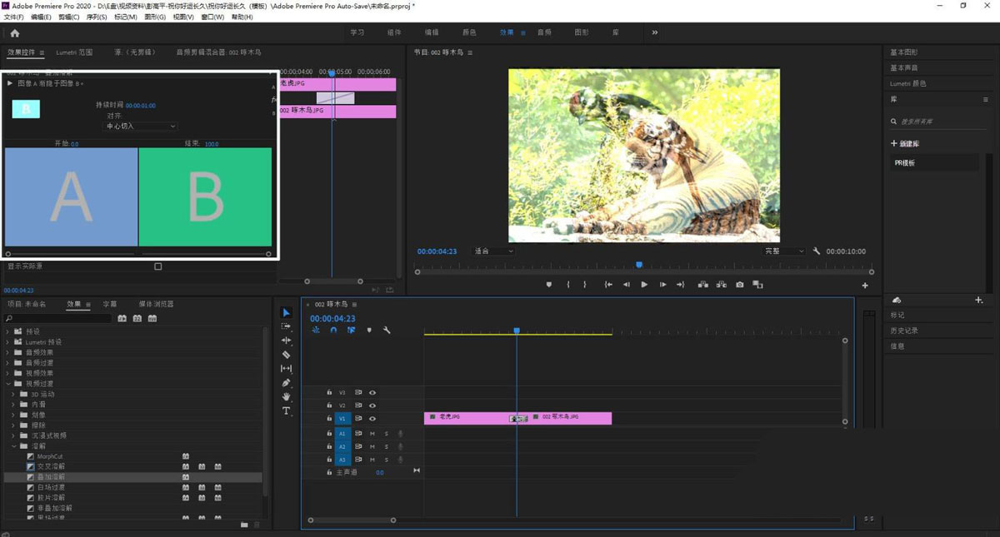 Adobe Premiere Pro 2020 - D:\E盘\视频资料\彭高平-祝你好运长久\祝你好运长久（模板）\Adobe Premiere Pro Auto-Save\未命名.prproj *
文件(F) 编辑(E) 剪辑(C) 序列(S) 标记(M) 图形(G) 视图(V) 窗口(W) 帮助(H)
学习 组件 编辑 颜色 效果 音频 图形 库
效果控件 Lumetri 范围 源:（无剪辑） 音频剪辑混合器: 002 啄木鸟
图像 A 渐隐于图像 B。
持续时间 00:00:01:00
对齐:
中心切入
开始: 0.0 结束: 100.0
A B
显示实际源
00:00:04:23
00:00:04:00 00:00:05:00 00:00:06:00
老虎.JPG
fx
002 啄木鸟.JPG
节目: 002 啄木鸟
00:00:04:23 适合 完整 00:00:10:00
基本图形
基本声音
Lumetri 颜色
库
搜索所有库
新建库
PR模板
标记
历史记录
信息
项目: 未命名 效果 字幕 媒体浏览器
预设
Lumetri 预设
音频效果
音频过渡
视频效果
视频过渡
3D 运动
内滑
划像
擦除
沉浸式视频
溶解
MorphCut
交叉溶解
叠加溶解
白场过渡
胶片溶解
非叠加溶解
黑场过渡
002 啄木鸟
00:00:04:23
V3
V2
V1 老虎.JPG 002 啄木鸟.JPG
A1 M S
A2 M S
A3 M S
主声道 0.0
S S